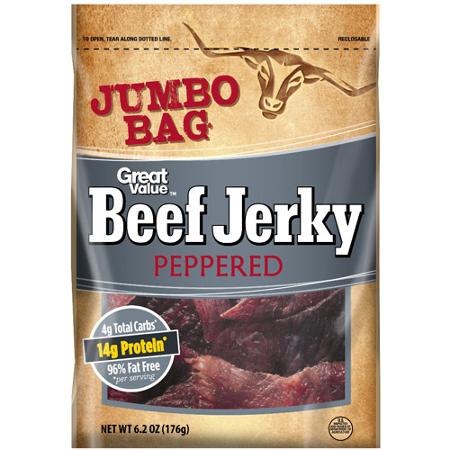 TO OPEN, TEAR ALONG DOTTED LINE.
RECLOSABLE
JUMBO
BAG
Great
Value™
Beef Jerky
PEPPERED
4g Total Carbs*
14g Protein*
96% Fat Free
*per serving
NET WT 6.2 OZ (176g)